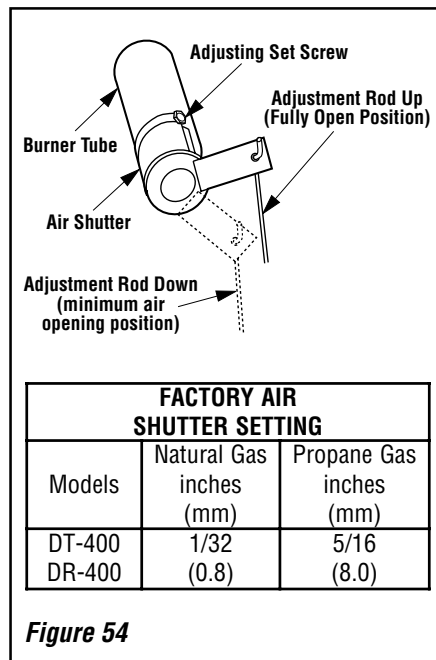 Adjusting Set Screw
Adjustment Rod Up
(Fully Open Position)
Burner Tube
Air Shutter
Adjustment Rod Down
(minimum air
opening position)
FACTORY AIR
SHUTTER SETTING
Models
Natural Gas
inches
(mm)
Propane Gas
inches
(mm)
DT-400
DR-400
1/32
(0.8)
5/16
(8.0)
Figure 54